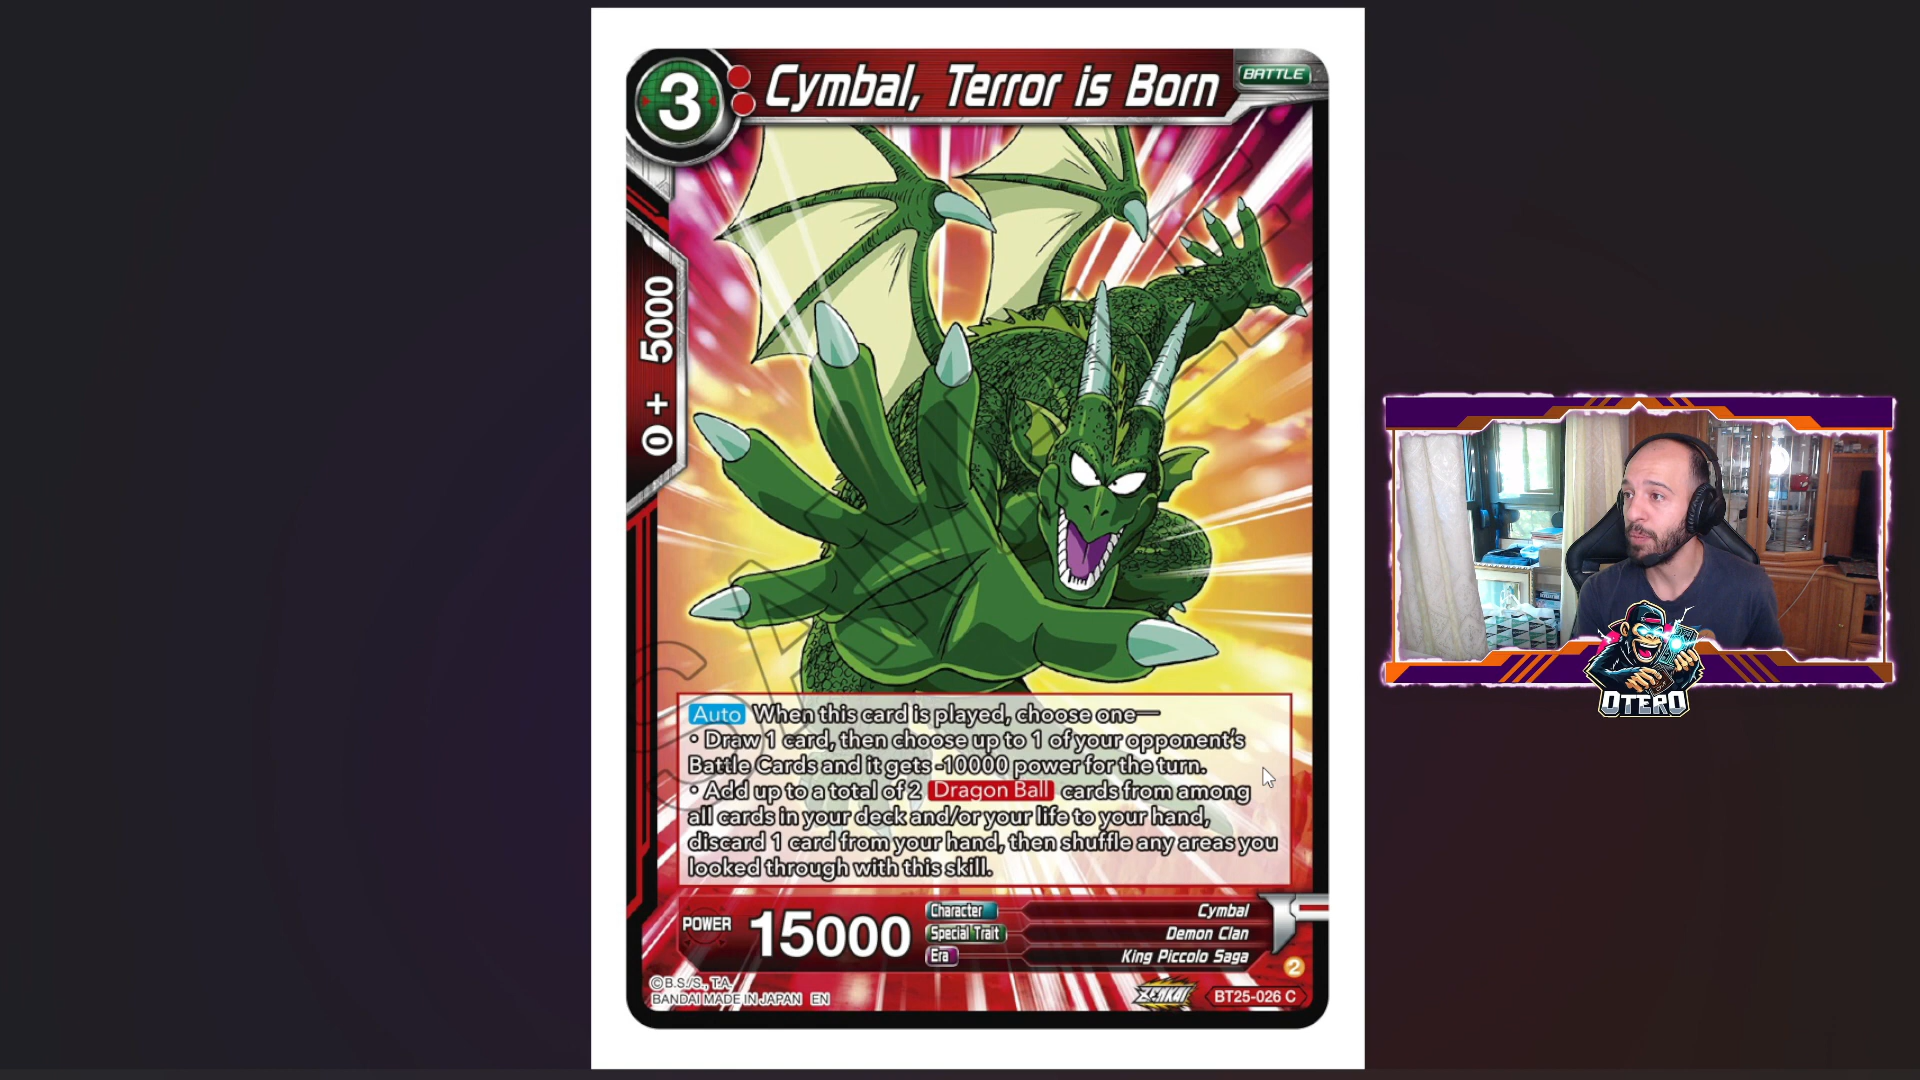 3
Cymbal, Terror is Born
BATTLE
0 + 5000
SAMPLE
Auto When this card is played, choose one—
• Draw 1 card, then choose up to 1 of your opponent's
Battle Cards and it gets -10000 power for the turn.
• Add up to a total of 2 Dragon Ball cards from among
all cards in your deck and/or your life to your hand,
discard 1 card from your hand, then shuffle any areas you
looked through with this skill.
POWER 15000
Character Cymbal
Special Trait Demon Clan
Era King Piccolo Saga
2
©B.S./S., T.A.
BANDAI MADE IN JAPAN EN
ZENKAI
BT25-026 C
OTERO